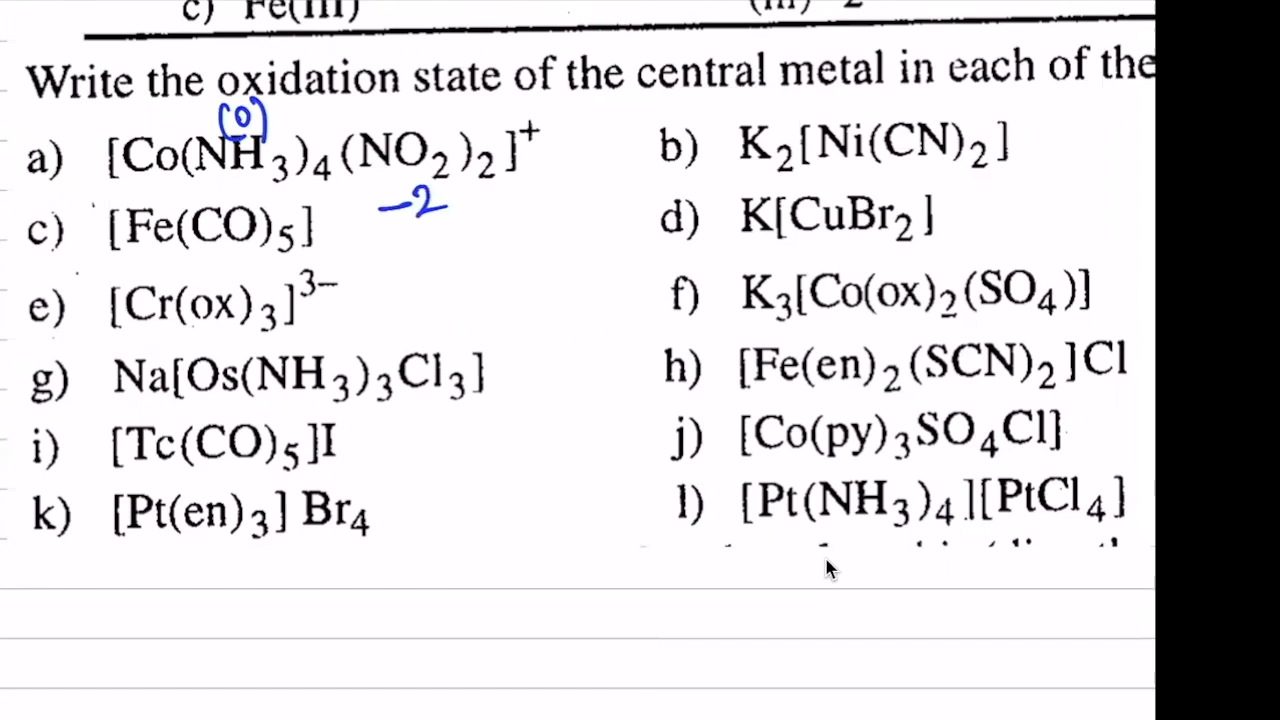 c) Fe(III)
Write the oxidation state of the central metal in each of the
(0)
a) [Co(NH₃)₄(NO₂)₂]⁺ b) K₂[Ni(CN)₂]
−2
c) [Fe(CO)₅] d) K[CuBr₂]
e) [Cr(ox)₃]³⁻ f) K₃[Co(ox)₂(SO₄)]
g) Na[Os(NH₃)₃Cl₃] h) [Fe(en)₂(SCN)₂]Cl
i) [Tc(CO)₅]I j) [Co(py)₃SO₄Cl]
k) [Pt(en)₃] Br₄ l) [Pt(NH₃)₄][PtCl₄]